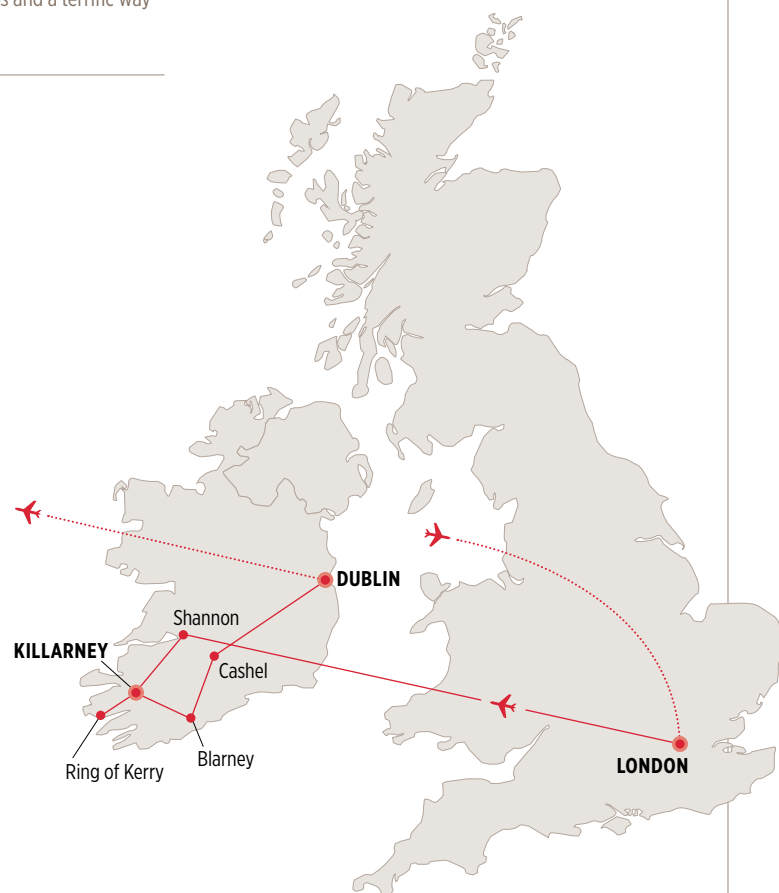 s and a terrific way
DUBLIN
Shannon
KILLARNEY
Cashel
Blarney
Ring of Kerry
LONDON